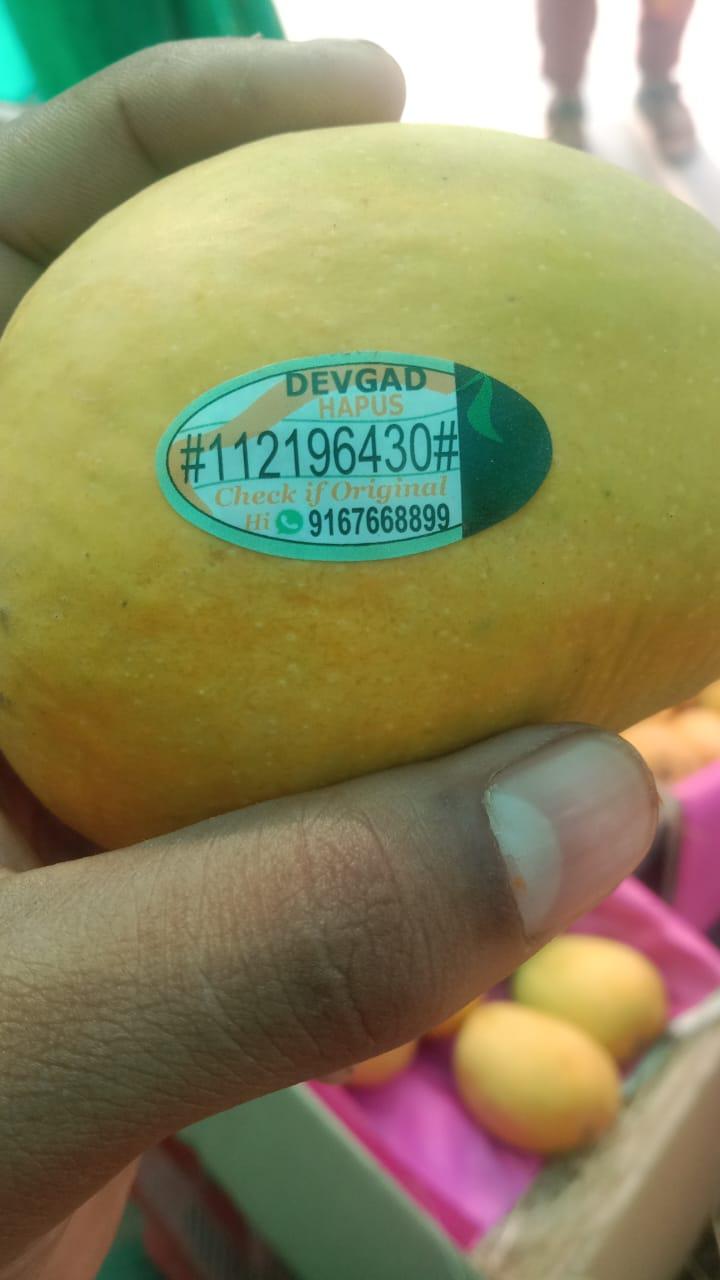 DEVGAD
HAPUS
#112196430#
Check if Original
Hi 9167668899